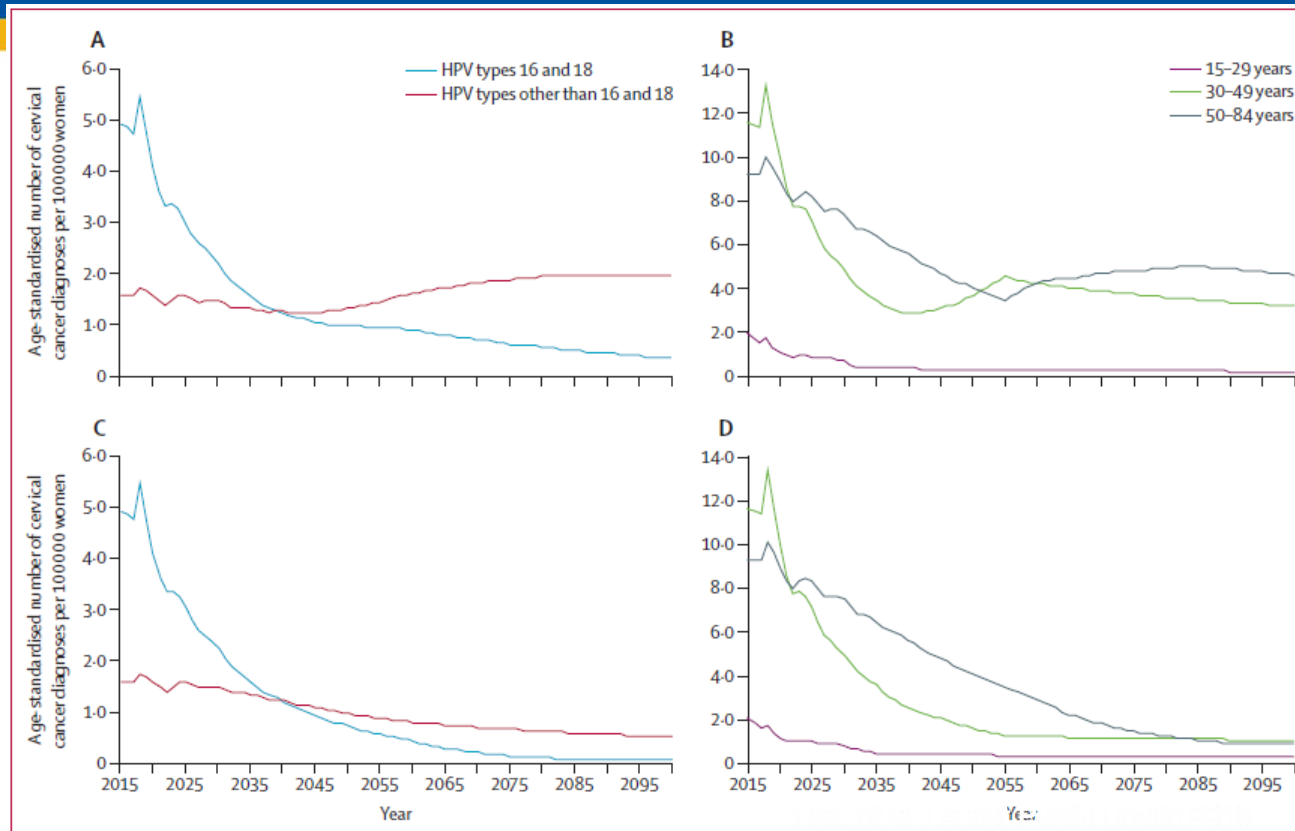 A
HPV types 16 and 18
HPV types other than 16 and 18
Age-standardised number of cervical
cancer diagnoses per 100 000 women
6·0
5·0
4·0
3·0
2·0
1·0
0
B
15–29 years
30–49 years
50–84 years
14·0
12·0
10·0
8·0
6·0
4·0
2·0
0
C
Age-standardised number of cervical
cancer diagnoses per 100 000 women
6·0
5·0
4·0
3·0
2·0
1·0
0
2015 2025 2035 2045 2055 2065 2075 2085 2095
Year
D
14·0
12·0
10·0
8·0
6·0
4·0
2·0
0
2015 2025 2035 2045 2055 2065 2075 2085 2095